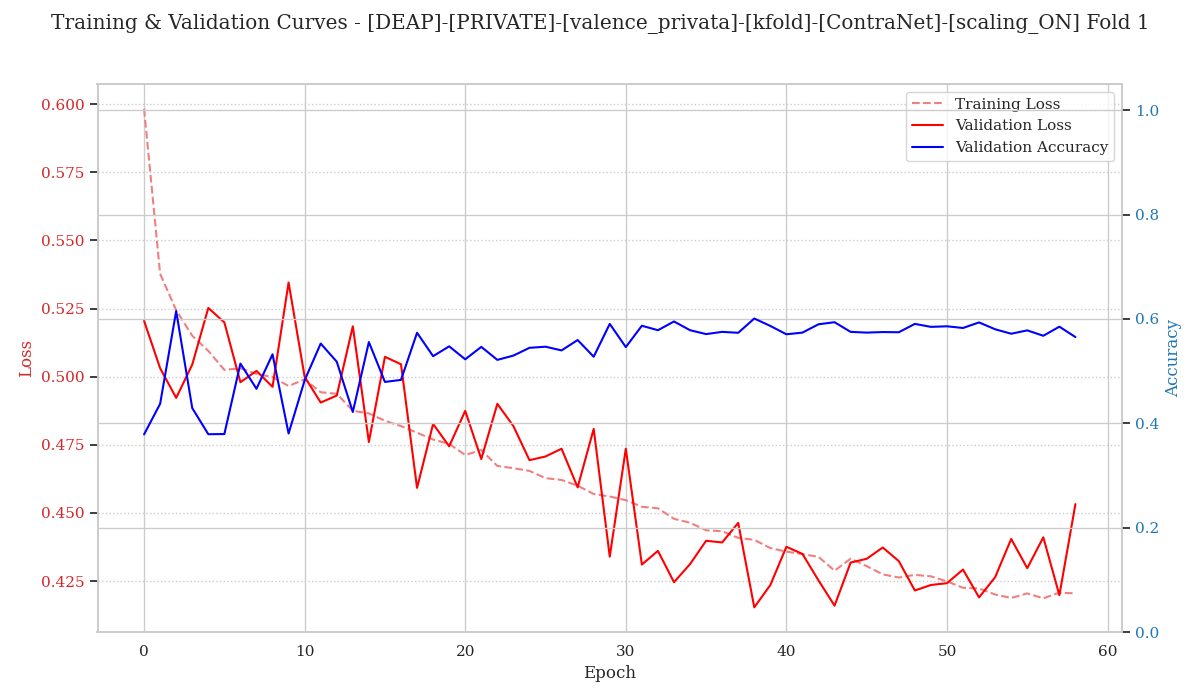 Training & Validation Curves - [DEAP]-[PRIVATE]-[valence_privata]-[kfold]-[ContraNet]-[scaling_ON] Fold 1
Training Loss
Validation Loss
Validation Accuracy
0.600
0.575
0.550
0.525
0.500
0.475
0.450
0.425
Loss
1.0
0.8
0.6
0.4
0.2
0.0
Accuracy
0 10 20 30 40 50 60
Epoch